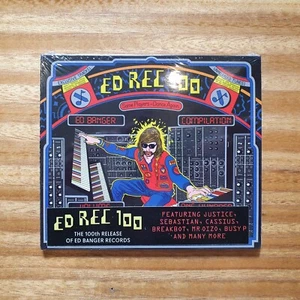 ED REC 100
ED BANGER
COMPILATION
ED REC 100
THE 100th RELEASE
OF ED BANGER RECORDS
FEATURING JUSTICE,
SEBASTIAN, CASSIUS,
BREAKBOT, MR OIZO, BUSY P
AND MANY MORE